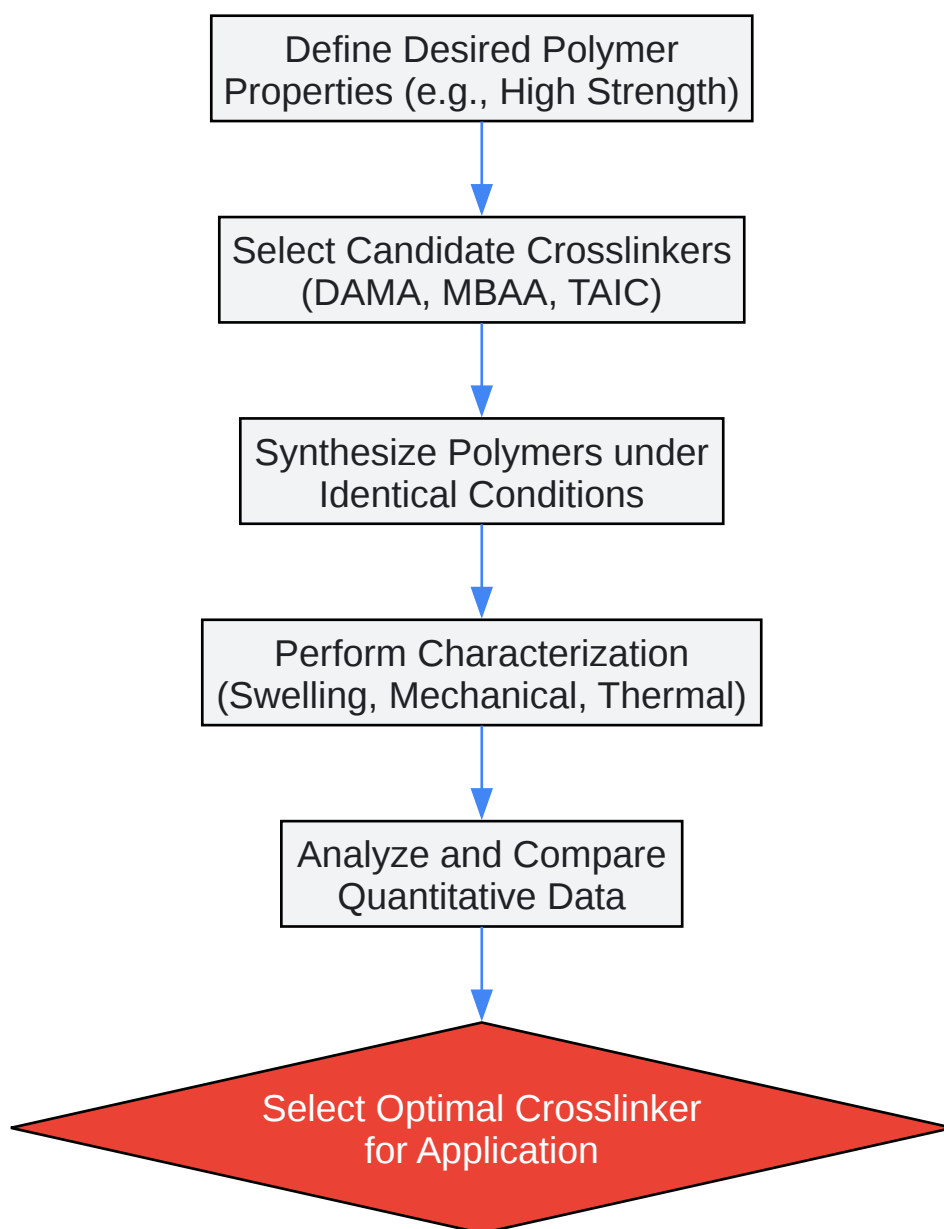 Define Desired Polymer
Properties (e.g., High Strength)
Select Candidate Crosslinkers
(DAMA, MBAA, TAIC)
Synthesize Polymers under
Identical Conditions
Perform Characterization
(Swelling, Mechanical, Thermal)
Analyze and Compare
Quantitative Data
Select Optimal Crosslinker
for Application